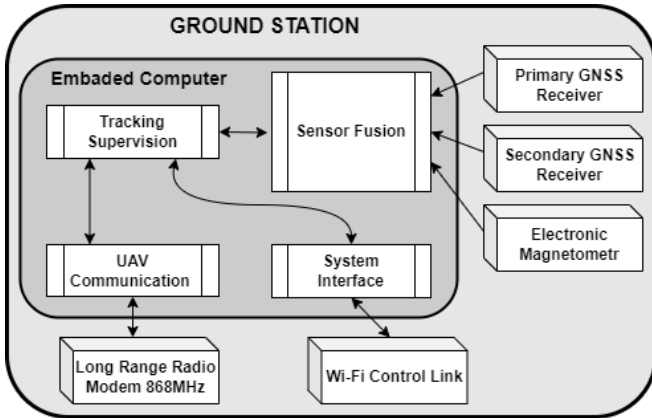 GROUND STATION
Embaded Computer
Tracking
Supervision
Sensor Fusion
Primary GNSS
Receiver
Secondary GNSS
Receiver
Electronic
Magnetometr
UAV
Communication
System
Interface
Long Range Radio
Modem 868MHz
Wi-Fi Control Link